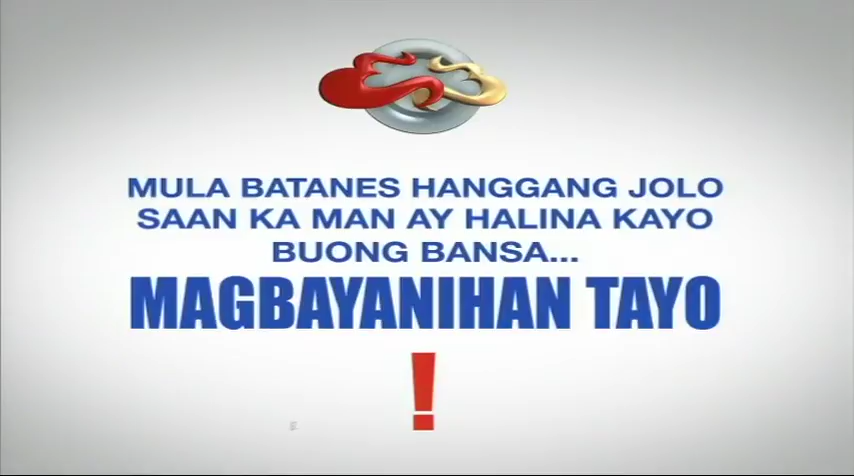 MULA BATANES HANGGANG JOLO
SAAN KA MAN AY HALINA KAYO
BUONG BANSA...
MAGBAYANIHAN TAYO
!